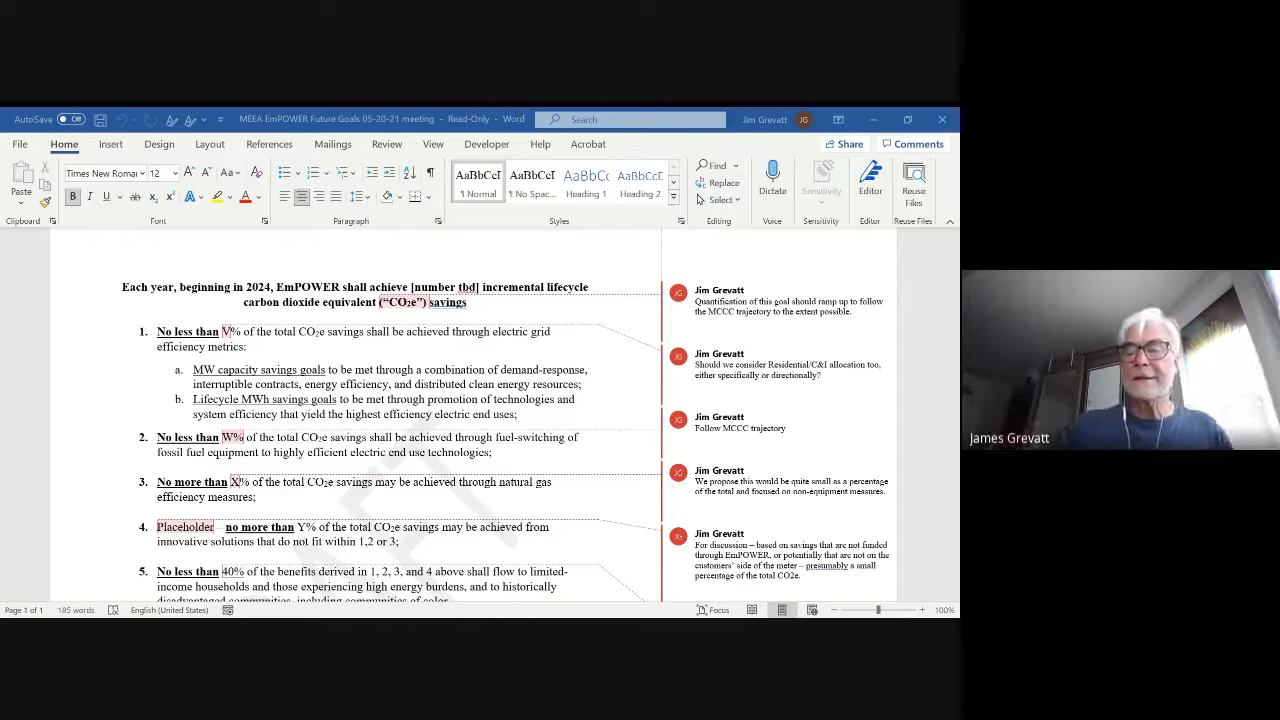 AutoSave Off
MEEA EmPOWER Future Goals 05-20-21 meeting - Read-Only - Word
Search
Jim Grevatt JG
File Home Insert Design Layout References Mailings Review View Developer Help Acrobat
Share Comments
Times New Roman 12
Paste
AaBbCcI AaBbCcI AaBbCc AaBbCcE
¶ Normal ¶ No Spac... Heading 1 Heading 2
Find
Replace
Select
Dictate
Sensitivity
Editor
Reuse
Files
Clipboard Font Paragraph Styles Editing Voice Sensitivity Editor Reuse Files
Each year, beginning in 2024, EmPOWER shall achieve [number tbd] incremental lifecycle
carbon dioxide equivalent (“CO2e”) savings
1. No less than V% of the total CO2e savings shall be achieved through electric grid
efficiency metrics:
a. MW capacity savings goals to be met through a combination of demand-response,
interruptible contracts, energy efficiency, and distributed clean energy resources;
b. Lifecycle MWh savings goals to be met through promotion of technologies and
system efficiency that yield the highest efficiency electric end uses;
2. No less than W% of the total CO2e savings shall be achieved through fuel-switching of
fossil fuel equipment to highly efficient electric end use technologies;
3. No more than X% of the total CO2e savings may be achieved through natural gas
efficiency measures;
4. Placeholder – no more than Y% of the total CO2e savings may be achieved from
innovative solutions that do not fit within 1,2 or 3;
5. No less than 40% of the benefits derived in 1, 2, 3, and 4 above shall flow to limited-
income households and those experiencing high energy burdens, and to historically
disadvantaged communities, including communities of color
JG Jim Grevatt
Quantification of this goal should ramp up to follow
the MCCC trajectory to the extent possible.
JG Jim Grevatt
Should we consider Residential/C&I allocation too,
either specifically or directionally?
JG Jim Grevatt
Follow MCCC trajectory
JG Jim Grevatt
We propose this would be quite small as a percentage
of the total and focused on non-equipment measures.
JG Jim Grevatt
For discussion – based on savings that are not funded
through EmPOWER, or potentially that are not on the
customers’ side of the meter – presumably a small
percentage of the total CO2e.
Page 1 of 1 185 words English (United States) Focus 100%
James Grevatt